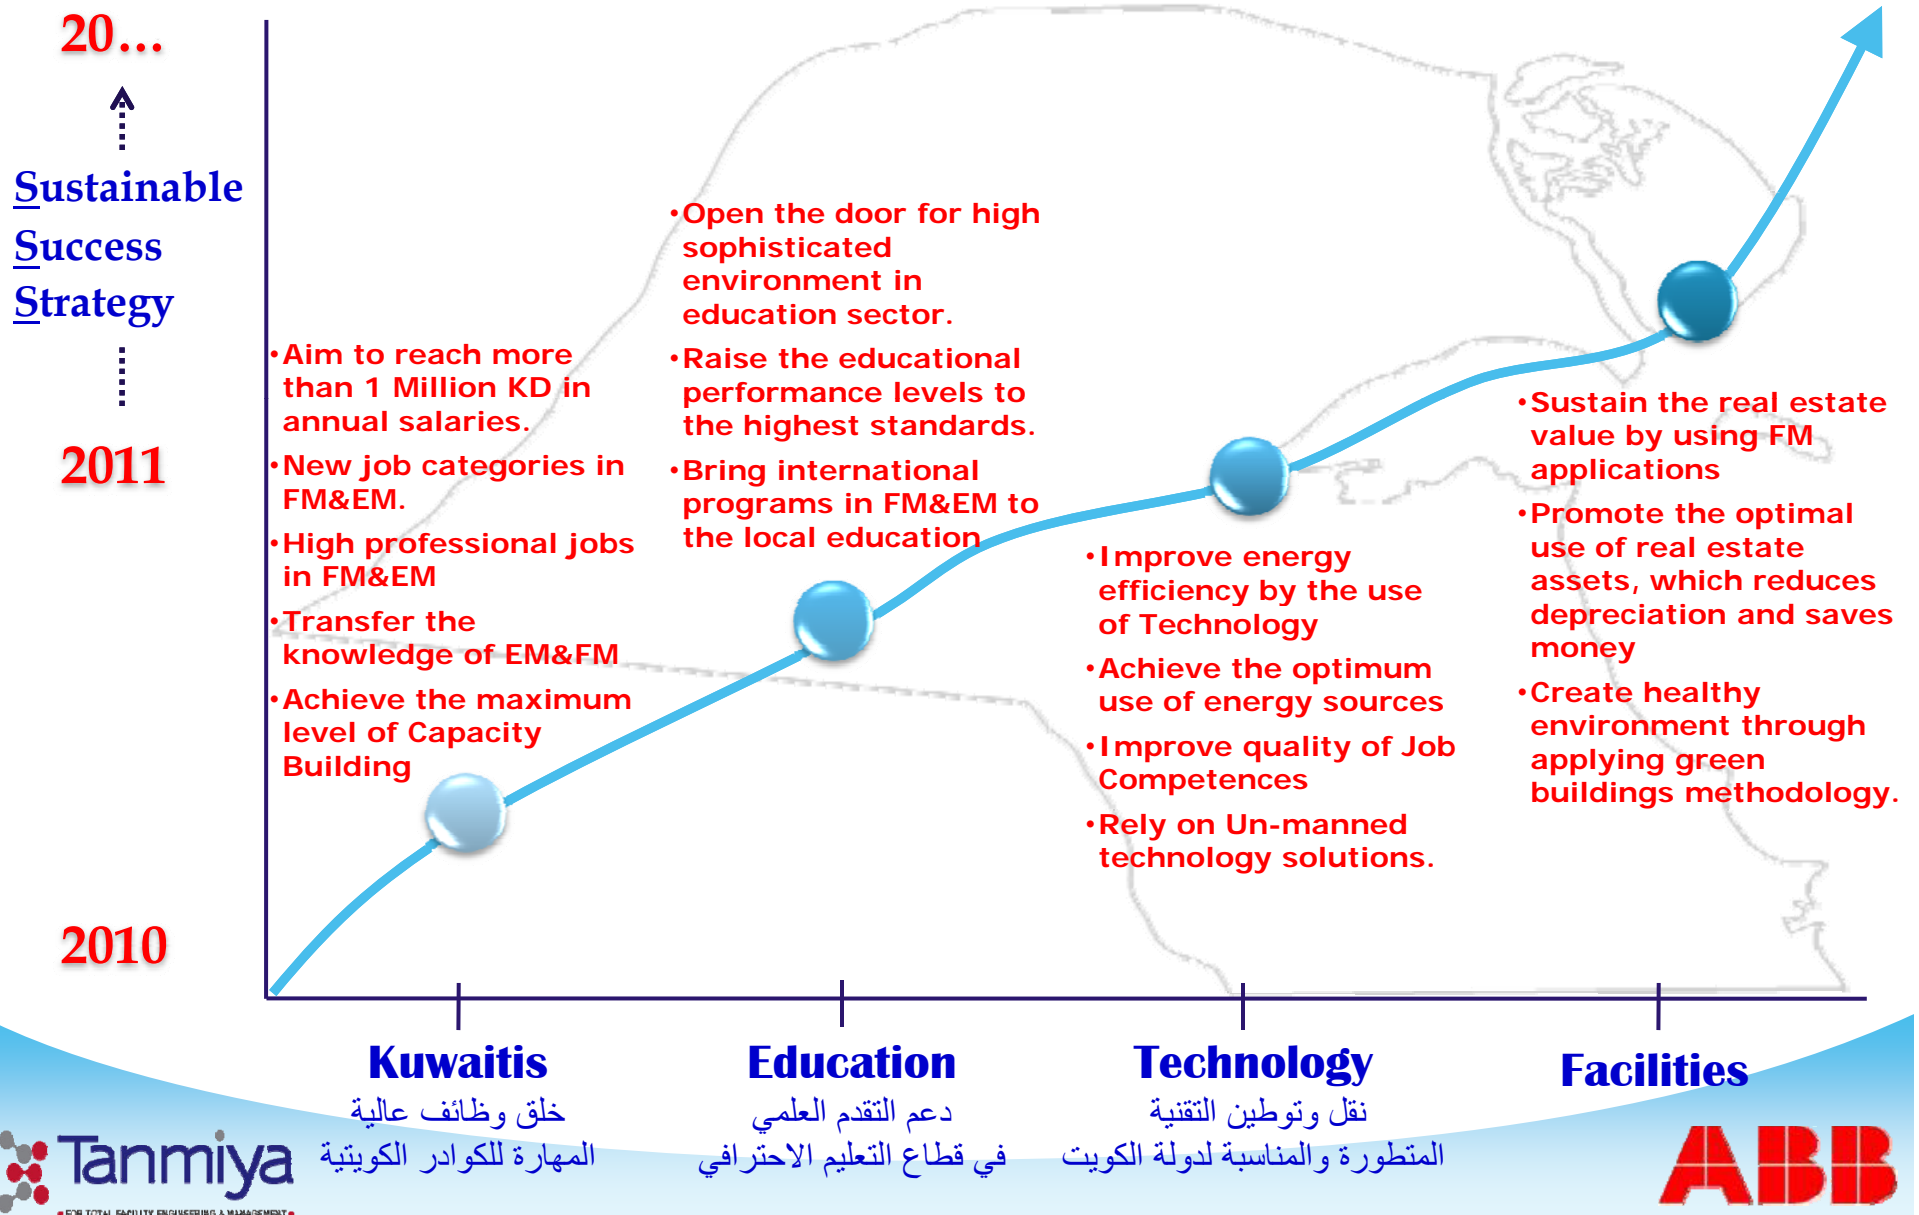 20...
Sustainable
Success
Strategy
2011
2010
•Aim to reach more
than 1 Million KD in
annual salaries.
•New job categories in
FM&EM.
•High professional jobs
in FM&EM
•Transfer the
knowledge of EM&FM
•Achieve the maximum
level of Capacity
Building
•Open the door for high
sophisticated
environment in
education sector.
•Raise the educational
performance levels to
the highest standards.
•Bring international
programs in FM&EM to
the local education
•Improve energy
efficiency by the use
of Technology
•Achieve the optimum
use of energy sources
•Improve quality of Job
Competences
•Rely on Un-manned
technology solutions.
•Sustain the real estate
value by using FM
applications
•Promote the optimal
use of real estate
assets, which reduces
depreciation and saves
money
•Create healthy
environment through
applying green
buildings methodology.
Kuwaitis
خلق وظائف عالية
المهارة للكوادر الكويتية
Education
دعم التقدم العلمي
في قطاع التعليم الاحترافي
Technology
نقل وتوطين التقنية
المتطورة والمناسبة لدولة الكويت
Facilities
Tanmiya
FOR TOTAL FACILITY ENGINEERING & MANAGEMENT
ABB